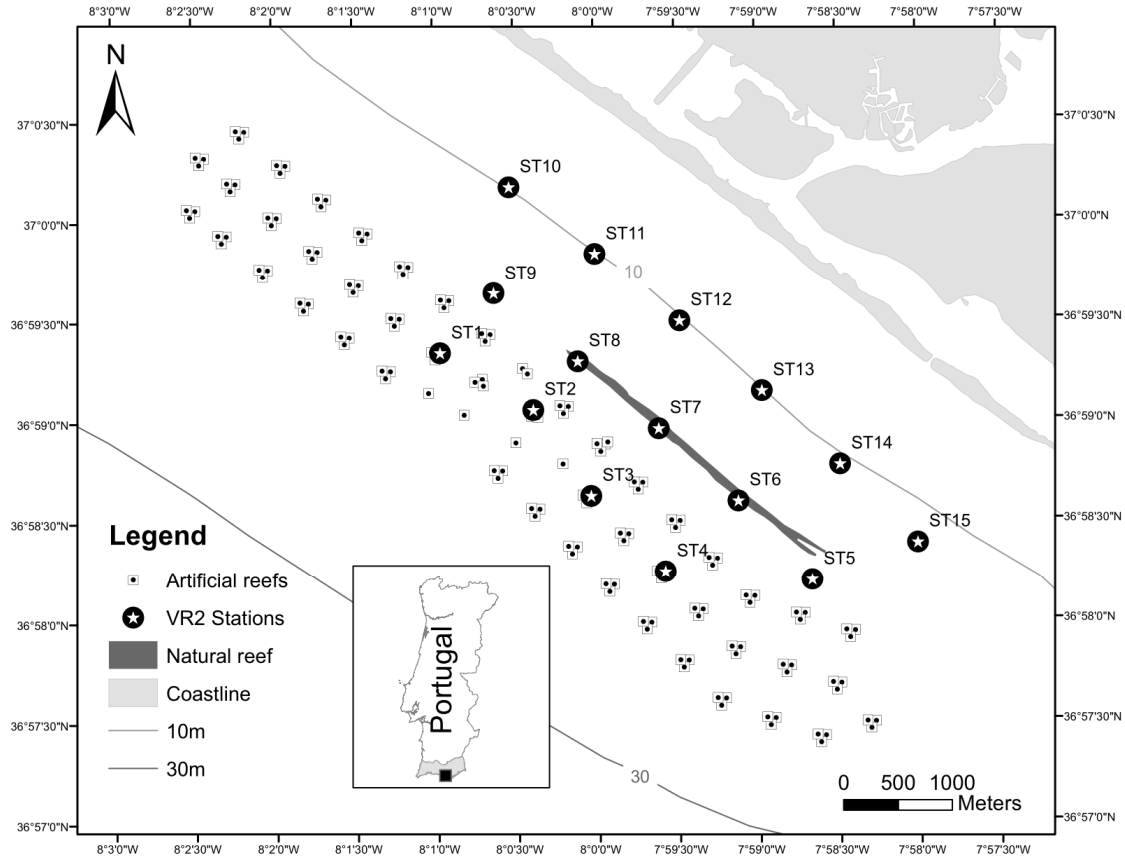 8°3'0"W 8°2'30"W 8°2'0"W 8°1'30"W 8°1'0"W 8°0'30"W 8°0'0"W 7°59'30"W 7°59'0"W 7°58'30"W 7°58'0"W 7°57'30"W
N
37°0'30"N 37°0'30"N
ST10
37°0'0"N 37°0'0"N
ST11
10
ST9
ST12
36°59'30"N 36°59'30"N
ST1 ST8
ST13
ST2 ST7
36°59'0"N 36°59'0"N
ST14
ST3 ST6
36°58'30"N 36°58'30"N
ST15
ST4 ST5
Legend
Artificial reefs
VR2 Stations
Natural reef
Coastline
10m
30m
Portugal
36°58'0"N 36°58'0"N
36°57'30"N 36°57'30"N
30
0 500 1000
Meters
36°57'0"N 36°57'0"N
8°3'0"W 8°2'30"W 8°2'0"W 8°1'30"W 8°1'0"W 8°0'30"W 8°0'0"W 7°59'30"W 7°59'0"W 7°58'30"W 7°58'0"W 7°57'30"W